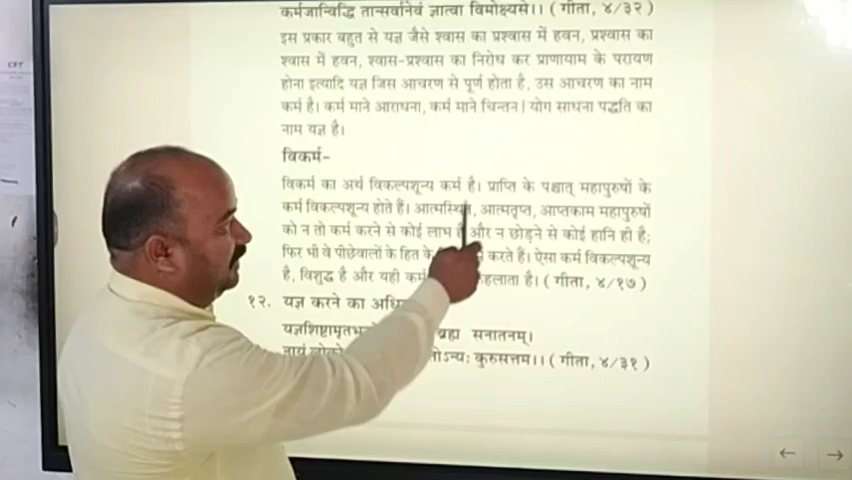 कर्मजान्विद्धि तान्सर्वानेवं ज्ञात्वा विमोक्ष्यसे।। ( गीता, ४/३२ )
इस प्रकार बहुत से यज्ञ जैसे श्वास का प्रश्वास में हवन, प्रश्वास का
श्वास में हवन, श्वास-प्रश्वास का निरोध कर प्राणायाम के परायण
होना इत्यादि यज्ञ जिस आचरण से पूर्ण होता है, उस आचरण का नाम
कर्म है। कर्म माने आराधना, कर्म माने चिन्तन। योग साधना पद्धति का
नाम यज्ञ है।
विकर्म-
विकर्म का अर्थ विकल्पशून्य कर्म है। प्राप्ति के पश्चात् महापुरुषों के
कर्म विकल्पशून्य होते हैं। आत्मस्थित, आत्मतृप्त, आप्तकाम महापुरुषों
को न तो कर्म करने से कोई लाभ है और न छोड़ने से कोई हानि ही है;
फिर भी वे पीछेवालों के हित के करते हैं। ऐसा कर्म विकल्पशून्य
है, विशुद्ध है और यही कर्म कहलाता है। ( गीता, ४/१७ )
१२. यज्ञ करने का
ब्रह्म सनातनम्।
नायं कुरुसत्तम।। ( गीता, ४/३१ )